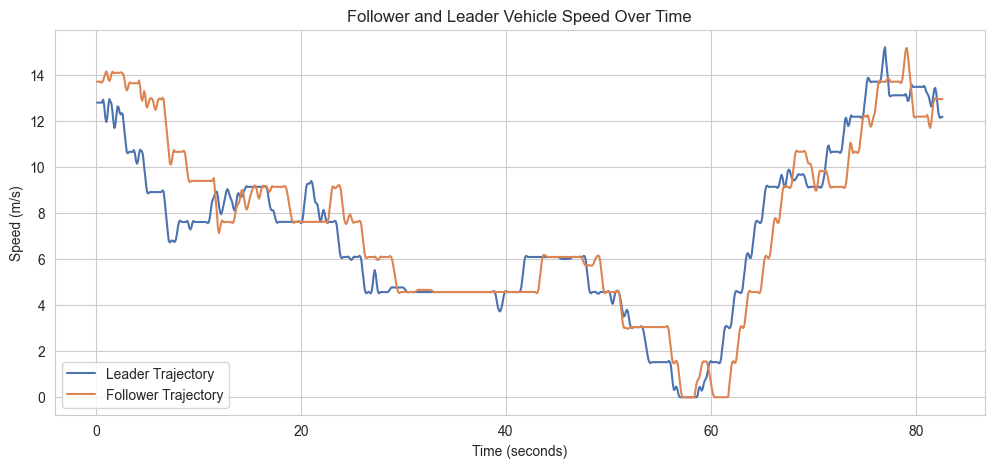 Follower and Leader Vehicle Speed Over Time
Speed (m/s)
14
12
10
8
6
4
2
0
Leader Trajectory
Follower Trajectory
0 20 40 60 80
Time (seconds)